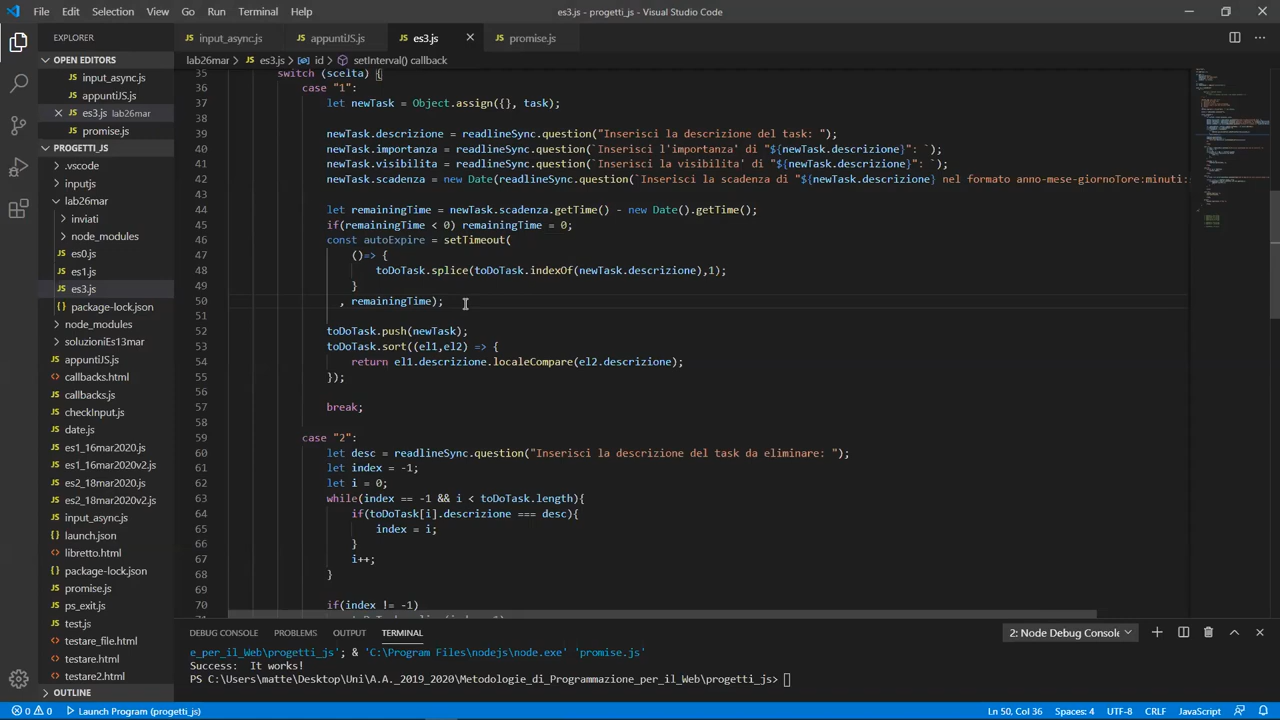 File Edit Selection View Go Run Terminal Help
es3.js - progetti_js - Visual Studio Code
EXPLORER
input_async.js appuntiJS.js es3.js promise.js
lab26mar > es3.js > id > setInterval() callback
OPEN EDITORS
input_async.js
appuntiJS.js
es3.js lab26mar
promise.js
PROGETTI_JS
.vscode
inputjs
lab26mar
inviati
node_modules
es0.js
es1.js
es3.js
package-lock.json
node_modules
soluzioniEs13mar
appuntiJS.js
callbacks.html
callbacks.js
checkInput.js
date.js
es1_16mar2020.js
es1_16mar2020v2.js
es2_18mar2020.js
es2_18mar2020v2.js
input_async.js
launch.json
libretto.html
package-lock.json
promise.js
ps_exit.js
test.js
testare_file.html
testare.html
testare2.html
OUTLINE
35 switch (scelta) {
36 case "1":
37 let newTask = Object.assign({}, task);
38
39 newTask.descrizione = readlineSync.question("Inserisci la descrizione del task: ");
40 newTask.importanza = readlineSync.question(`Inserisci l'importanza' di "${newTask.descrizione}": `);
41 newTask.visibilita = readlineSync.question(`Inserisci la visibilita' di "${newTask.descrizione}": `);
42 newTask.scadenza = new Date(readlineSync.question(`Inserisci la scadenza di "${newTask.descrizione} nel formato anno-mese-giornoTore:minuti:
43
44 let remainingTime = newTask.scadenza.getTime() - new Date().getTime();
45 if(remainingTime < 0) remainingTime = 0;
46 const autoExpire = setTimeout(
47 ()=> {
48 toDoTask.splice(toDoTask.indexOf(newTask.descrizione),1);
49 }
50 , remainingTime);
51
52 toDoTask.push(newTask);
53 toDoTask.sort((el1,el2) => {
54 return el1.descrizione.localeCompare(el2.descrizione);
55 });
56
57 break;
58
59 case "2":
60 let desc = readlineSync.question("Inserisci la descrizione del task da eliminare: ");
61 let index = -1;
62 let i = 0;
63 while(index == -1 && i < toDoTask.length){
64 if(toDoTask[i].descrizione === desc){
65 index = i;
66 }
67 i++;
68 }
69
70 if(index != -1)
DEBUG CONSOLE PROBLEMS OUTPUT TERMINAL
2: Node Debug Consol
e_per_il_Web\progetti_js'; & 'C:\Program Files\nodejs\node.exe' 'promise.js'
Success: It works!
PS C:\Users\matte\Desktop\Uni\A.A._2019_2020\Metodologie_di_Programmazione_per_il_Web\progetti_js>
0 0 Launch Program (progetti_js)
Ln 50, Col 36 Spaces: 4 UTF-8 CRLF JavaScript